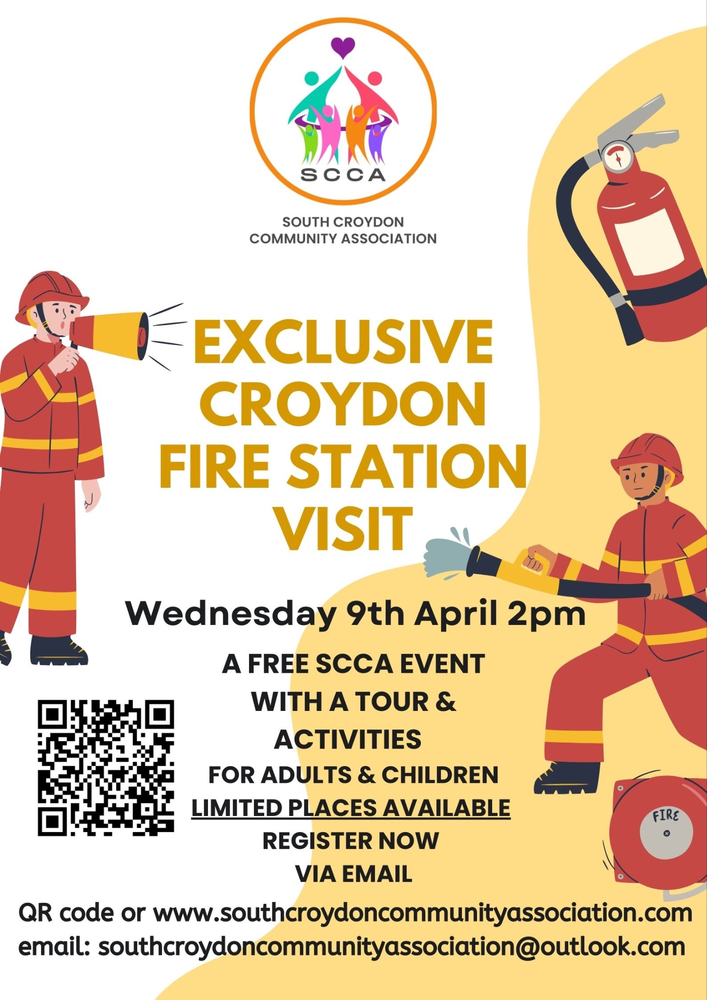 SCCA
SOUTH CROYDON
COMMUNITY ASSOCIATION
EXCLUSIVE
CROYDON
FIRE STATION
VISIT
Wednesday 9th April 2pm
A FREE SCCA EVENT
WITH A TOUR &
ACTIVITIES
FOR ADULTS & CHILDREN
LIMITED PLACES AVAILABLE
REGISTER NOW
VIA EMAIL
FIRE
QR code or www.southcroydoncommunityassociation.com
email: southcroydoncommunityassociation@outlook.com